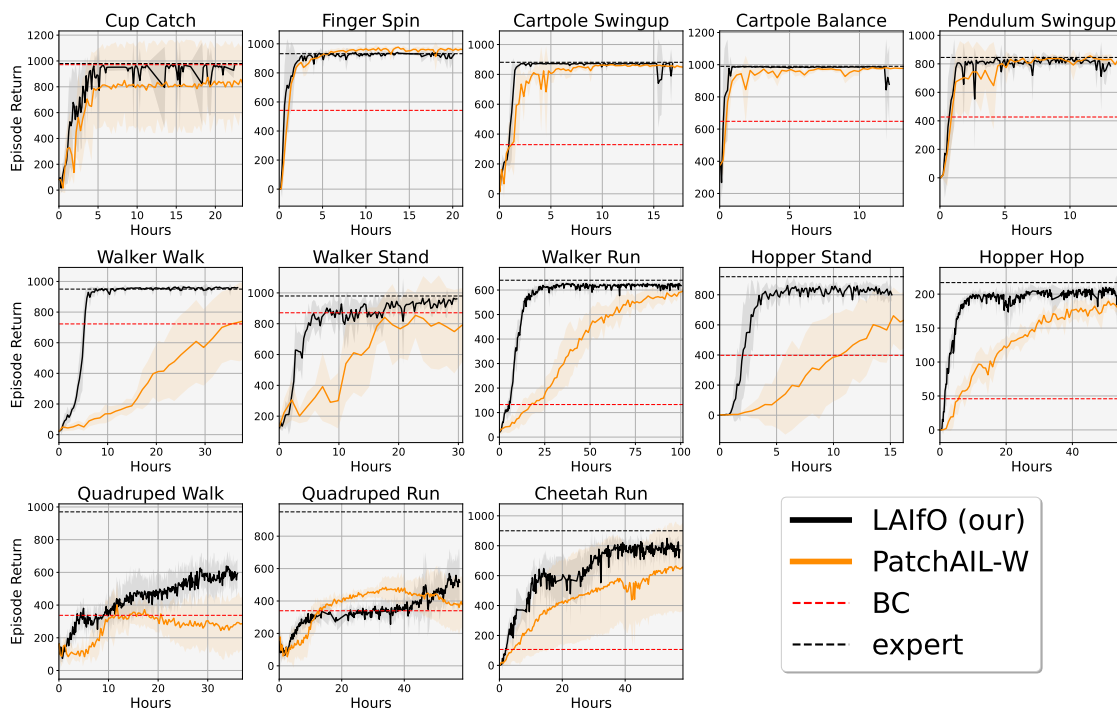 Cup Catch
Finger Spin
Cartpole Swingup
Cartpole Balance
Pendulum Swingup
Episode Return
1200
1000
800
600
400
200
0
0 5 10 15 20
Hours
1000
800
600
400
200
0
0 5 10 15 20
Hours
1000
800
600
400
200
0
0 5 10 15
Hours
1200
1000
800
600
400
200
0 5 10
Hours
1000
800
600
400
200
0
0 5 10
Hours
Walker Walk
Walker Stand
Walker Run
Hopper Stand
Hopper Hop
Episode Return
1000
800
600
400
200
0
0 10 20 30
Hours
1000
800
600
400
200
0 10 20 30
Hours
600
500
400
300
200
100
0
0 25 50 75 100
Hours
800
600
400
200
0
0 5 10 15
Hours
200
150
100
50
0
0 20 40
Hours
Quadruped Walk
Quadruped Run
Cheetah Run
Episode Return
1000
800
600
400
200
0
0 10 20 30
Hours
800
600
400
200
0
0 20 40
Hours
1000
800
600
400
200
0
0 20 40
Hours
LAIfO (our)
PatchAIL-W
BC
expert